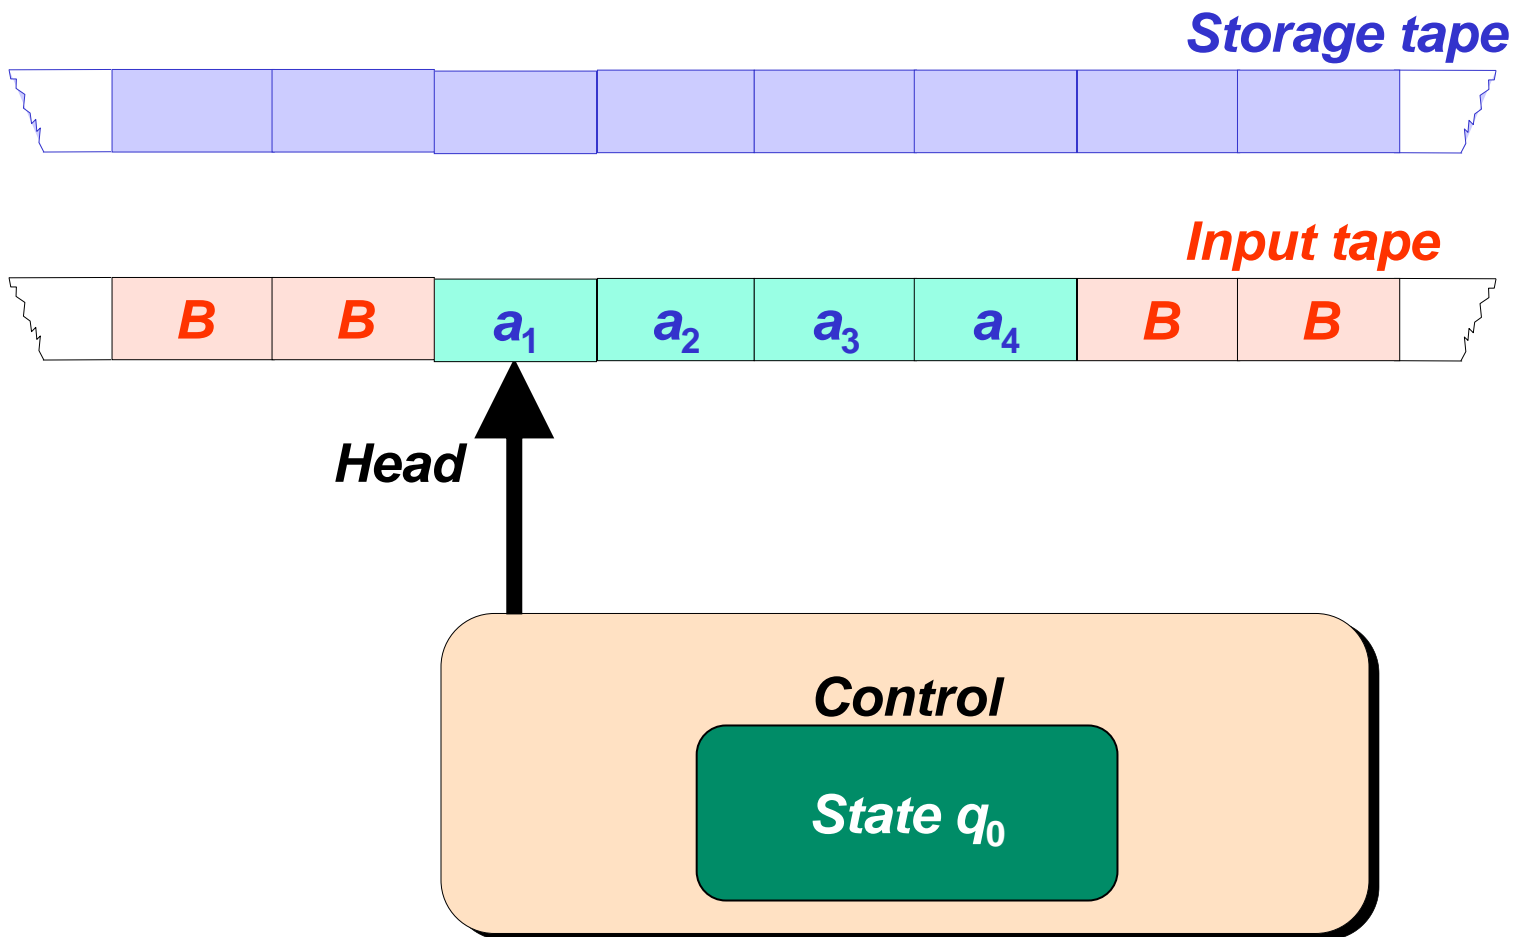 Storage tape
Input tape
B B a₁ a₂ a₃ a₄ B B
Head
Control
State q₀